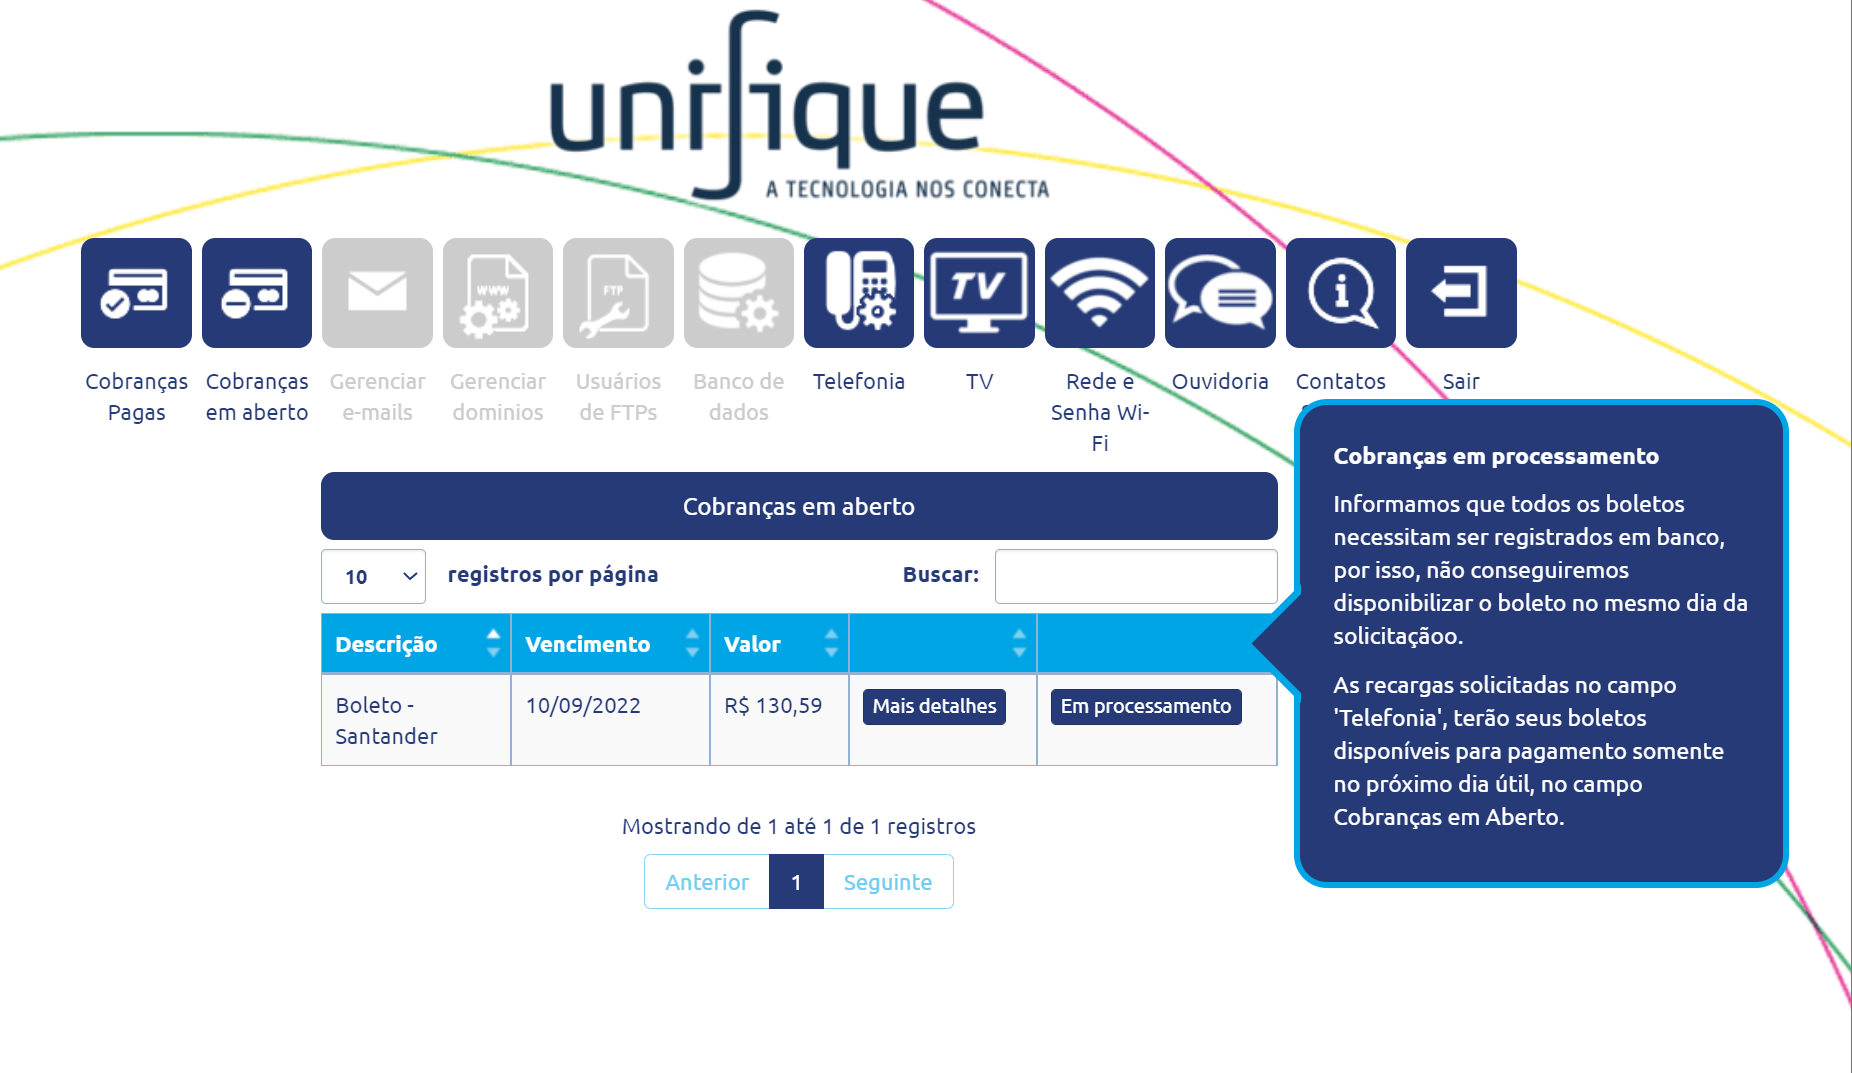 unifique
A TECNOLOGIA NOS CONECTA
WWW
FTP
TV
Cobranças
Pagas
Cobranças
em aberto
Gerenciar
e-mails
Gerenciar
dominios
Usuários
de FTPs
Banco de
dados
Telefonia
TV
Rede e
Senha Wi-
Fi
Ouvidoria
Contatos
Sair
Cobranças em aberto
10
registros por página
Buscar:
Descrição
Vencimento
Valor
Boleto -
Santander
10/09/2022
R$ 130,59
Mais detalhes
Em processamento
Mostrando de 1 até 1 de 1 registros
Anterior
1
Seguinte
Cobranças em processamento
Informamos que todos os boletos
necessitam ser registrados em banco,
por isso, não conseguiremos
disponibilizar o boleto no mesmo dia da
solicitaçãoo.
As recargas solicitadas no campo
'Telefonia', terão seus boletos
disponíveis para pagamento somente
no próximo dia útil, no campo
Cobranças em Aberto.